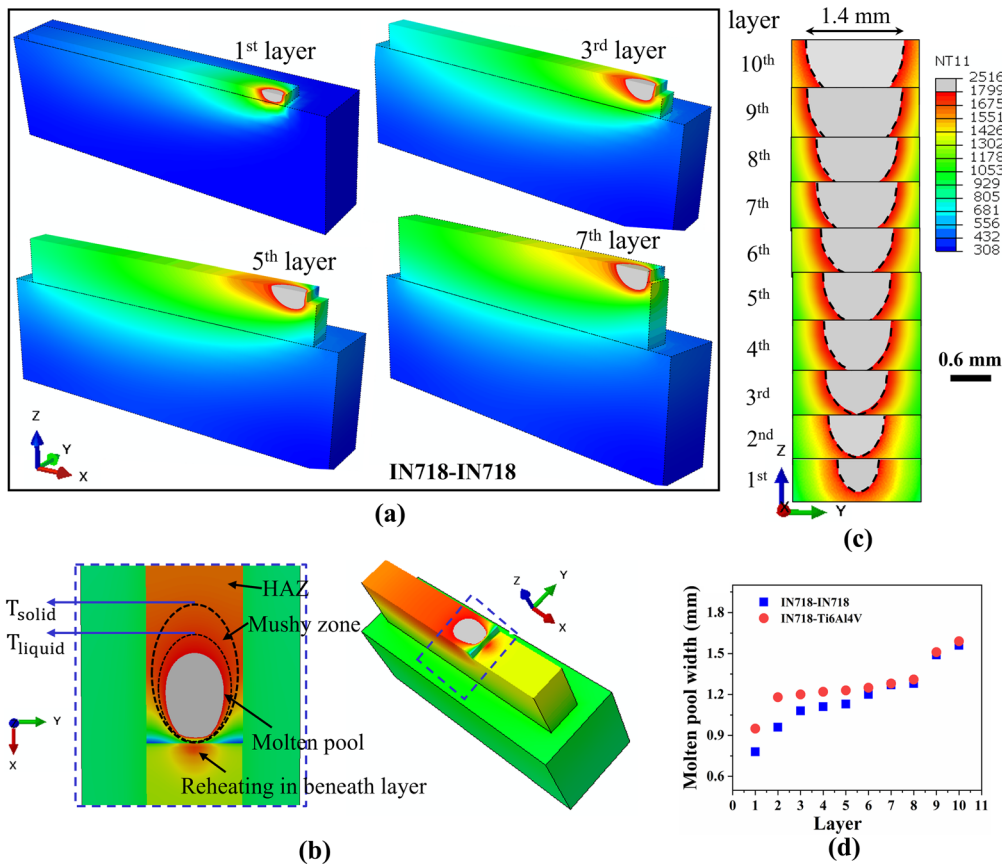 1st layer
3rd layer
5th layer
7th layer
Z
Y
X
IN718-IN718
(a)
layer
1.4 mm
10th
9th
8th
7th
6th
5th
4th
3rd
2nd
1st
NT11
2516
1799
1675
1551
1426
1302
1178
1053
929
805
681
556
432
308
0.6 mm
Z
X
Y
(c)
HAZ
Tsolid
Mushy zone
Tliquid
Molten pool
Reheating in beneath layer
Y
X
Z
Y
X
(b)
Molten pool width (mm)
1.8
1.5
1.2
0.9
0.6
IN718-IN718
IN718-Ti6Al4V
0 1 2 3 4 5 6 7 8 9 10 11
Layer
(d)